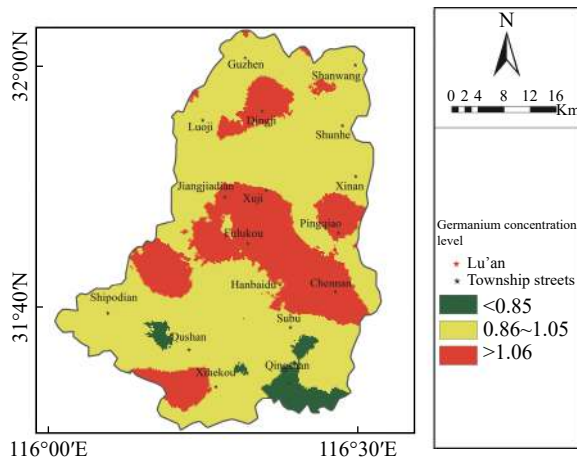 N
0 2 4 8 12 16
Km
32°00′N
31°40′N
116°00′E
116°30′E
Guzhen
Shanwang
Dingji
Luoji
Shunhe
Jiangjiadian
Xuji
Xinan
Pingqiao
Fulukou
Hanbaidu
Chennan
Shipodian
Subu
Qushan
Qingshan
Xihekou
Germanium concentration
level
Lu’an
Township streets
<0.85
0.86~1.05
>1.06